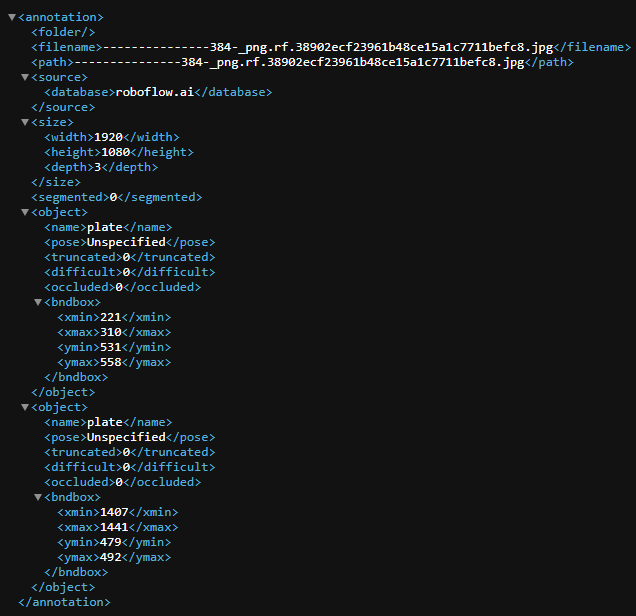 <annotation>
<folder/>
<filename>---------------384-_png.rf.38902ecf23961b48ce15a1c7711befc8.jpg</filename>
<path>---------------384-_png.rf.38902ecf23961b48ce15a1c7711befc8.jpg</path>
<source>
<database>roboflow.ai</database>
</source>
<size>
<width>1920</width>
<height>1080</height>
<depth>3</depth>
</size>
<segmented>0</segmented>
<object>
<name>plate</name>
<pose>Unspecified</pose>
<truncated>0</truncated>
<difficult>0</difficult>
<occluded>0</occluded>
<bndbox>
<xmin>221</xmin>
<xmax>310</xmax>
<ymin>531</ymin>
<ymax>558</ymax>
</bndbox>
</object>
<object>
<name>plate</name>
<pose>Unspecified</pose>
<truncated>0</truncated>
<difficult>0</difficult>
<occluded>0</occluded>
<bndbox>
<xmin>1407</xmin>
<xmax>1441</xmax>
<ymin>479</ymin>
<ymax>492</ymax>
</bndbox>
</object>
</annotation>